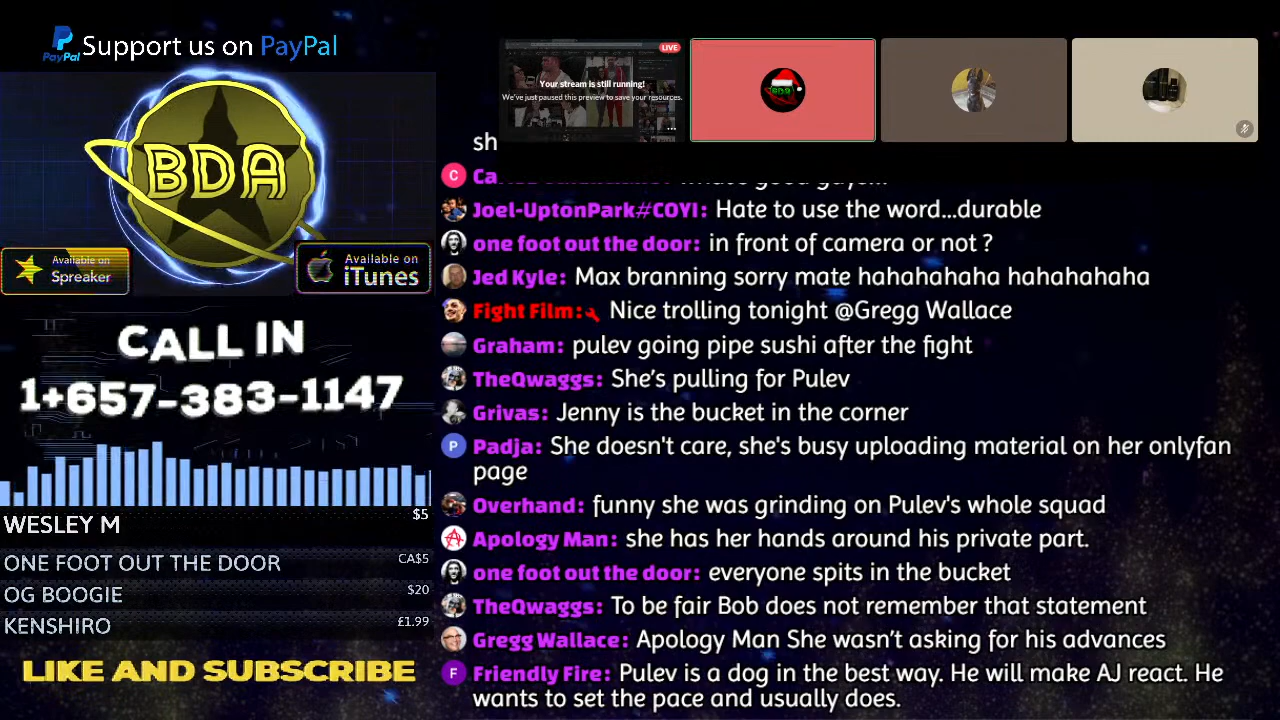 PayPal
Support us on PayPal
LIVE
Your stream is still running!
We've just paused this preview to save your resources.
BDA
Available on
Spreaker
Available on
iTunes
CALL IN
1+657-383-1147
WESLEY M $5
ONE FOOT OUT THE DOOR CA$5
OG BOOGIE $20
KENSHIRO £1.99
LIKE AND SUBSCRIBE
sh
C Ca
Joel-UptonPark#COYI: Hate to use the word...durable
one foot out the door: in front of camera or not ?
Jed Kyle: Max branning sorry mate hahahahaha hahahahaha
Fight Film: Nice trolling tonight @Gregg Wallace
Graham: pulev going pipe sushi after the fight
TheQwaggs: She's pulling for Pulev
Grivas: Jenny is the bucket in the corner
P Padja: She doesn't care, she's busy uploading material on her onlyfan
page
Overhand: funny she was grinding on Pulev's whole squad
Apology Man: she has her hands around his private part.
one foot out the door: everyone spits in the bucket
TheQwaggs: To be fair Bob does not remember that statement
Gregg Wallace: Apology Man She wasn't asking for his advances
F Friendly Fire: Pulev is a dog in the best way. He will make AJ react. He
wants to set the pace and usually does.